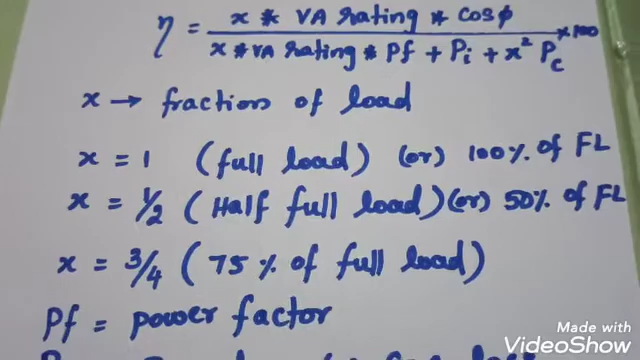 η = x * VA rating * cosϕ / x * VA rating * Pf + Pi + x² Pc ×100
x → fraction of load
x = 1 (full load) (or) 100% of FL
x = 1/2 (Half full load) (or) 50% of FL
x = 3/4 (75% of full load)
Pf = power factor
Made with
VideoShow